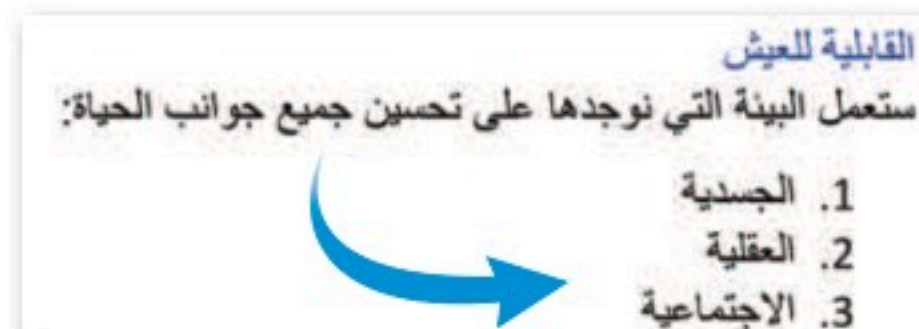 القابلية للعيش
ستعمل البيئة التي نوجدها على تحسين جميع جوانب الحياة:
1. الجسدية
2. العقلية
3. الاجتماعية